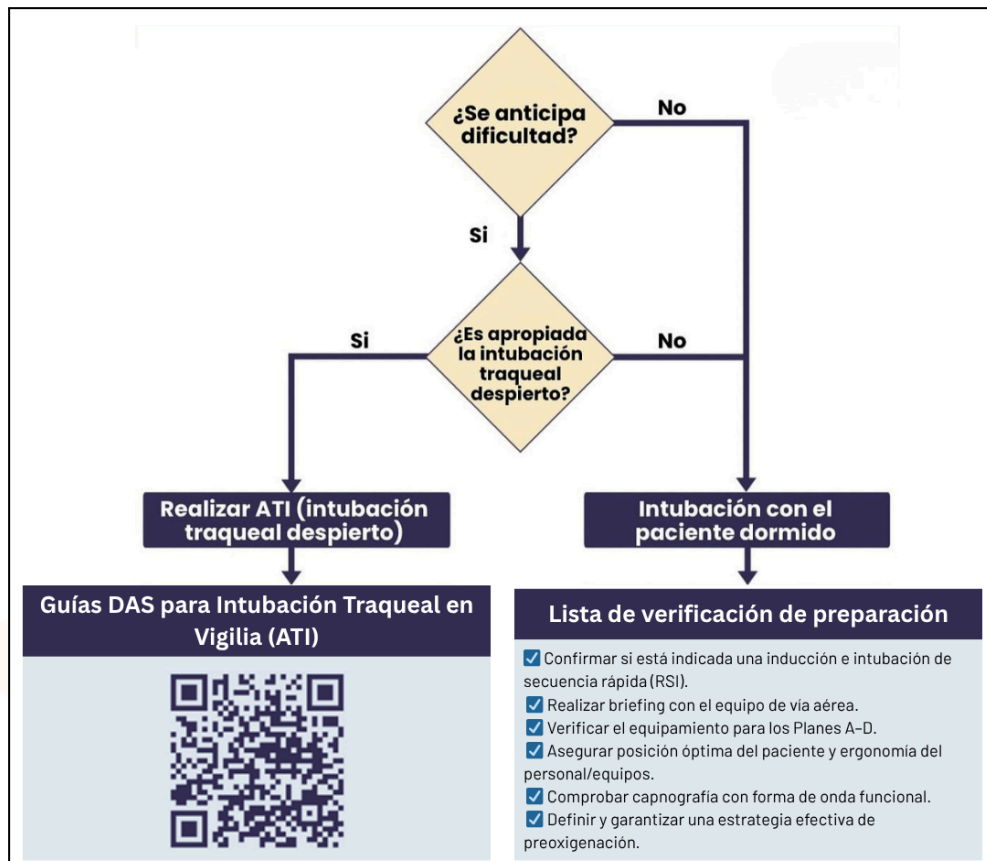 ¿Se anticipa
dificultad?
No
Si
¿Es apropiada
la intubación
traqueal
despierto?
Si
No
Realizar ATI (intubación
traqueal despierto)
Intubación con el
paciente dormido
Guías DAS para Intubación Traqueal en
Vigilia (ATI)
Lista de verificación de preparación
Confirmar si está indicada una inducción e intubación de
secuencia rápida (RSI).
Realizar briefing con el equipo de vía aérea.
Verificar el equipamiento para los Planes A–D.
Asegurar posición óptima del paciente y ergonomía del
personal/equipos.
Comprobar capnografía con forma de onda funcional.
Definir y garantizar una estrategia efectiva de
preoxigenación.